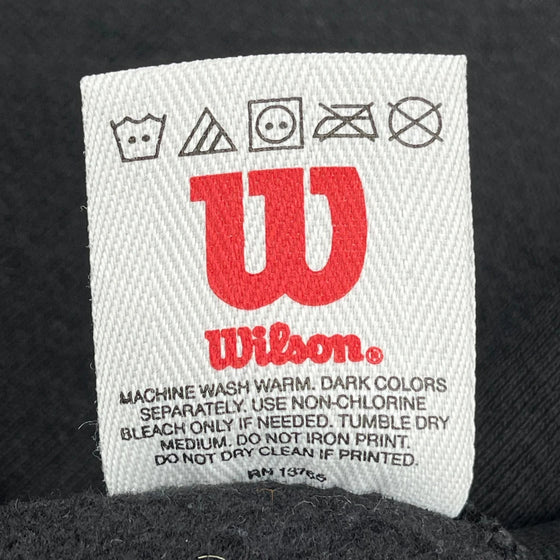 W
Wilson®
MACHINE WASH WARM. DARK COLORS
SEPARATELY. USE NON-CHLORINE
BLEACH ONLY IF NEEDED. TUMBLE DRY
MEDIUM. DO NOT IRON PRINT.
DO NOT DRY CLEAN IF PRINTED.
RN 13765